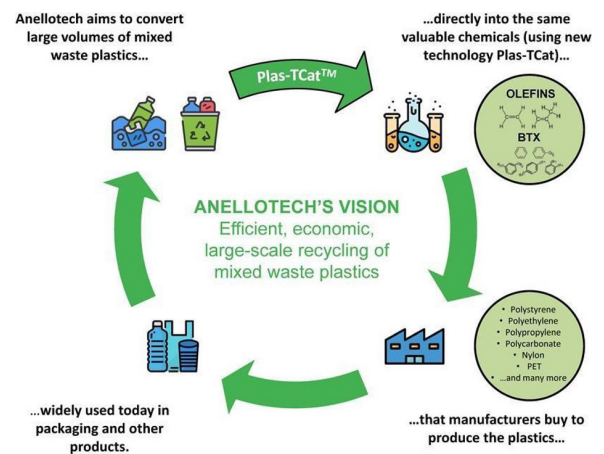 Anellotech aims to convert
large volumes of mixed
waste plastics…
Plas-TCat™
…directly into the same
valuable chemicals (using new
technology Plas-TCat)…
OLEFINS
BTX
ANELLOTECH'S VISION
Efficient, economic,
large-scale recycling of
mixed waste plastics
• Polystyrene
• Polyethylene
• Polypropylene
• Polycarbonate
• Nylon
• PET
• …and many more
…that manufacturers buy to
produce the plastics…
…widely used today in
packaging and other
products.